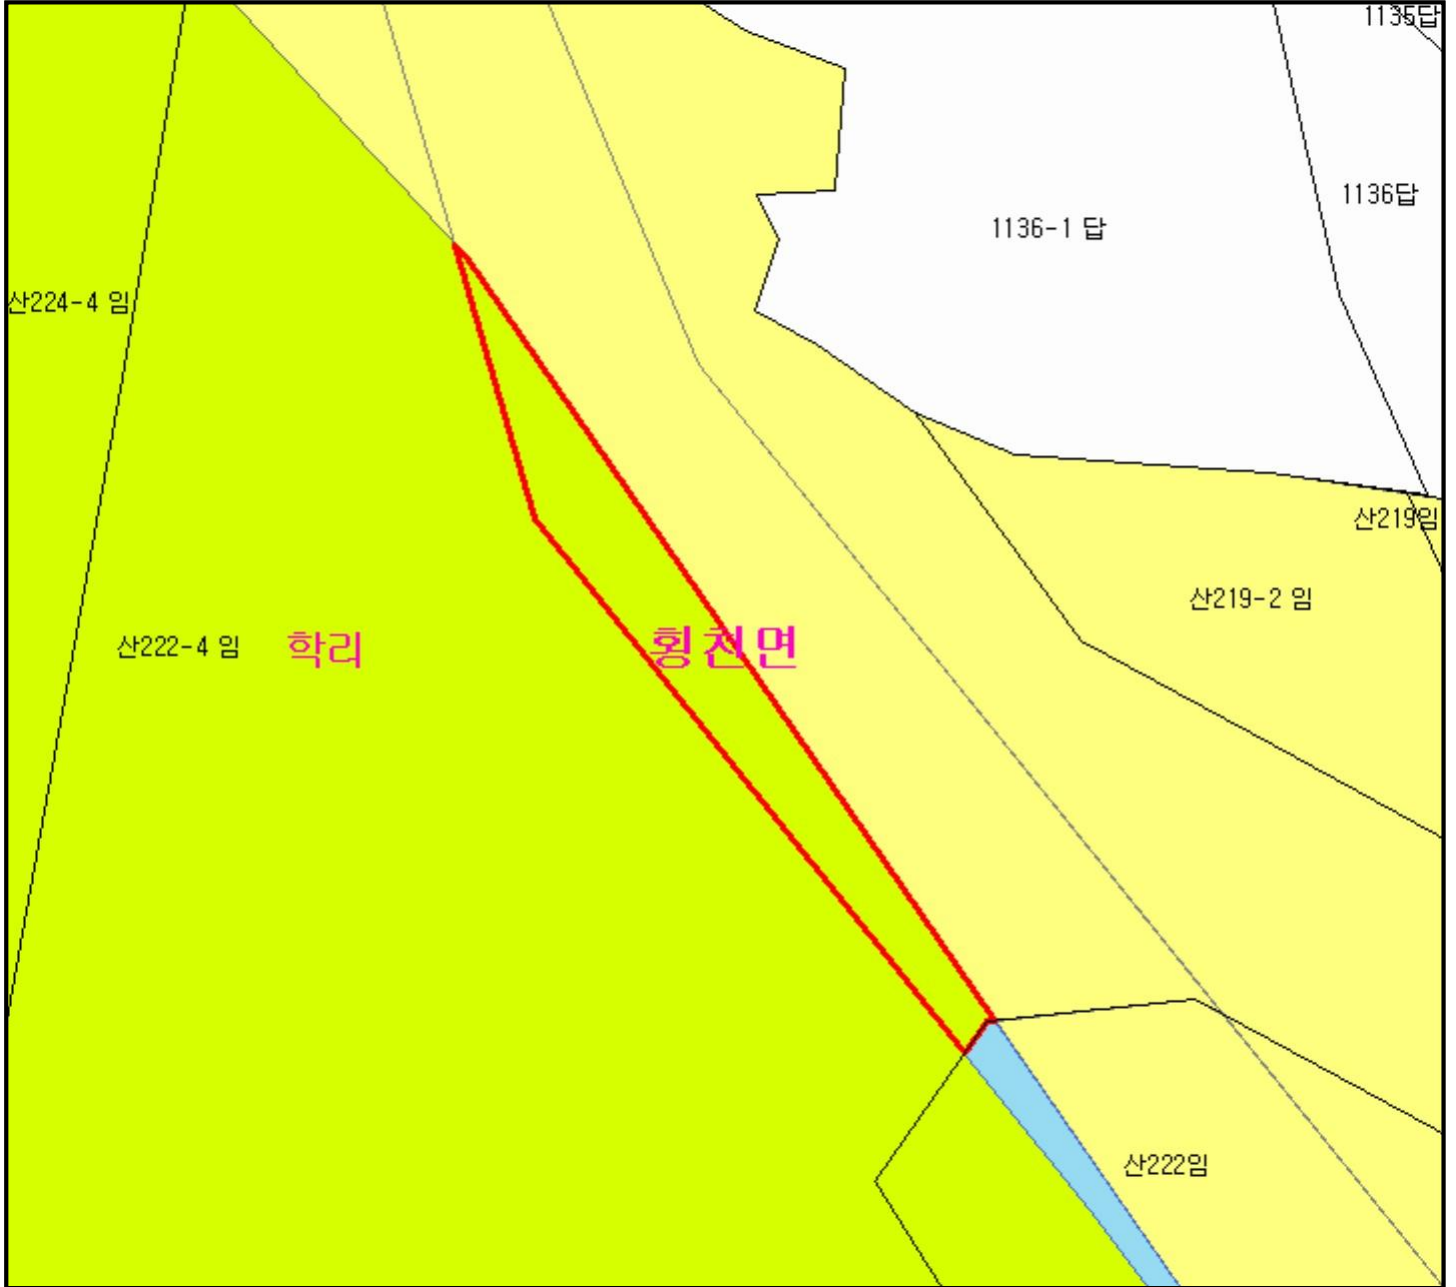 1135답
1136답
1136-1 답
산224-4 임
산219임
산219-2 임
산222-4 임
학리
횡천면
산222임